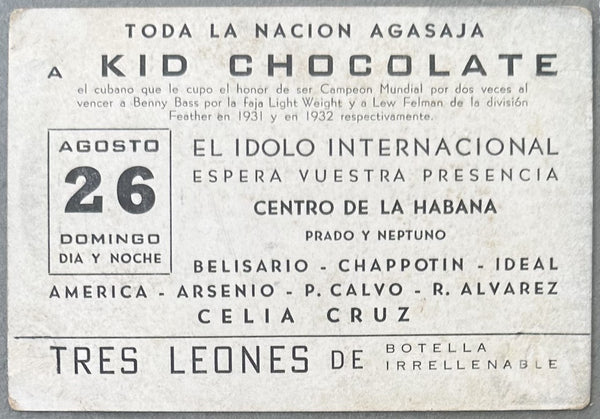 TODA LA NACION AGASAJA
A KID CHOCOLATE
el cubano que le cupo el honor de ser Campeon Mundial por dos veces al
vencer a Benny Bass por la faja Light Weight y a Lew Felman de la división
Feather en 1931 y en 1932 respectivamente.
AGOSTO
26
DOMINGO
DIA Y NOCHE
EL IDOLO INTERNACIONAL
ESPERA VUESTRA PRESENCIA
CENTRO DE LA HABANA
PRADO Y NEPTUNO
BELISARIO - CHAPPOTIN - IDEAL
AMERICA - ARSENIO - P. CALVO - R. ALVAREZ
CELIA CRUZ
TRES LEONES DE BOTELLA
IRRELLENABLE